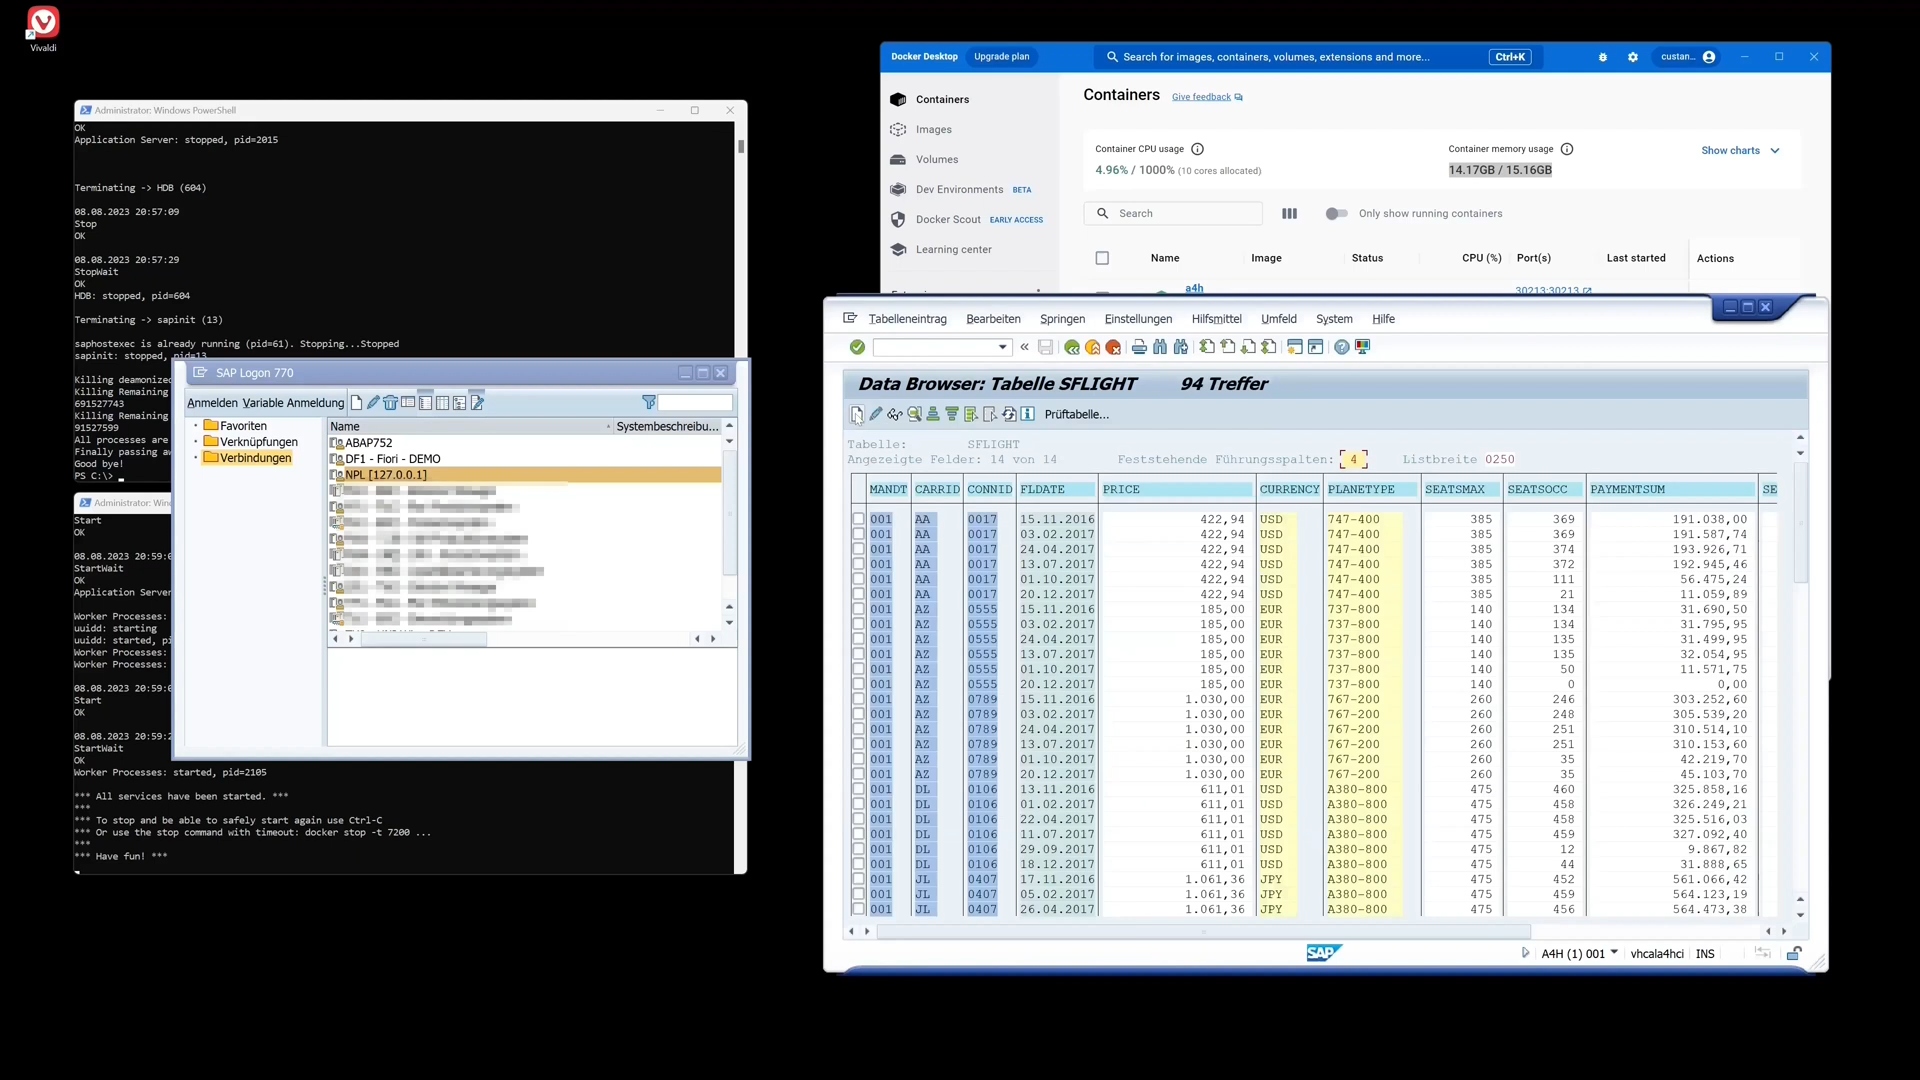 Vivaldi
Administrator: Windows PowerShell
OK
Application Server: stopped, pid=2015
Terminating -> HDB (604)
08.08.2023 20:57:09
Stop
OK
08.08.2023 20:57:29
StopWait
OK
HDB: stopped, pid=604
Terminating -> sapinit (13)
saphostexec is already running (pid=61). Stopping...Stopped
sapinit: stopped, pid=13
Killing deamonized
Killing Remaining
691527743
Killing Remaining
91527599
All processes are
Finally passing aw
Good bye!
PS C:\>
Administrator: Wind
Start
OK
08.08.2023 20:59:0
StartWait
OK
Application Server
Worker Processes:
uuidd: starting
uuidd: started, pi
Worker Processes:
Worker Processes:
08.08.2023 20:59:0
Start
OK
08.08.2023 20:59:2
StartWait
OK
Worker Processes: started, pid=2105
*** All services have been started. ***
***
*** To stop and be able to safely start again use Ctrl-C
*** Or use the stop command with timeout: docker stop -t 7200 ...
***
*** Have fun! ***
SAP Logon 770
Anmelden Variable Anmeldung
Favoriten
Verknüpfungen
Verbindungen
Name Systembeschreibu...
ABAP752
DF1 - Fiori - DEMO
NPL [127.0.0.1]
Docker Desktop Upgrade plan Search for images, containers, volumes, extensions and more... Ctrl+K custan...
Containers
Images
Volumes
Dev Environments BETA
Docker Scout EARLY ACCESS
Learning center
Containers Give feedback
Container CPU usage Container memory usage Show charts
4.96% / 1000% (10 cores allocated) 14.17GB / 15.16GB
Search Only show running containers
Name Image Status CPU (%) Port(s) Last started Actions
a4h 30213:30213
Tabelleneintrag Bearbeiten Springen Einstellungen Hilfsmittel Umfeld System Hilfe
Data Browser: Tabelle SFLIGHT 94 Treffer
Prüftabelle...
Tabelle: SFLIGHT
Angezeigte Felder: 14 von 14 Feststehende Führungsspalten: 4 Listbreite 0250
MANDT CARRID CONNID FLDATE PRICE CURRENCY PLANETYPE SEATSMAX SEATSOCC PAYMENTSUM SE
001 AA 0017 15.11.2016 422,94 USD 747-400 385 369 191.038,00
001 AA 0017 03.02.2017 422,94 USD 747-400 385 369 191.587,74
001 AA 0017 24.04.2017 422,94 USD 747-400 385 374 193.926,71
001 AA 0017 13.07.2017 422,94 USD 747-400 385 372 192.945,46
001 AA 0017 01.10.2017 422,94 USD 747-400 385 111 56.475,24
001 AA 0017 20.12.2017 422,94 USD 747-400 385 21 11.059,89
001 AZ 0555 15.11.2016 185,00 EUR 737-800 140 134 31.690,50
001 AZ 0555 03.02.2017 185,00 EUR 737-800 140 134 31.795,95
001 AZ 0555 24.04.2017 185,00 EUR 737-800 140 135 31.499,95
001 AZ 0555 13.07.2017 185,00 EUR 737-800 140 135 32.054,95
001 AZ 0555 01.10.2017 185,00 EUR 737-800 140 50 11.571,75
001 AZ 0555 20.12.2017 185,00 EUR 737-800 140 0 0,00
001 AZ 0789 15.11.2016 1.030,00 EUR 767-200 260 246 303.252,60
001 AZ 0789 03.02.2017 1.030,00 EUR 767-200 260 248 305.539,20
001 AZ 0789 24.04.2017 1.030,00 EUR 767-200 260 251 310.514,10
001 AZ 0789 13.07.2017 1.030,00 EUR 767-200 260 251 310.153,60
001 AZ 0789 01.10.2017 1.030,00 EUR 767-200 260 35 42.219,70
001 AZ 0789 20.12.2017 1.030,00 EUR 767-200 260 35 45.103,70
001 DL 0106 13.11.2016 611,01 USD A380-800 475 460 325.858,16
001 DL 0106 01.02.2017 611,01 USD A380-800 475 458 326.249,21
001 DL 0106 22.04.2017 611,01 USD A380-800 475 458 325.516,03
001 DL 0106 11.07.2017 611,01 USD A380-800 475 459 327.092,40
001 DL 0106 29.09.2017 611,01 USD A380-800 475 12 9.867,82
001 DL 0106 18.12.2017 611,01 USD A380-800 475 44 31.888,65
001 JL 0407 17.11.2016 1.061,36 JPY A380-800 475 452 561.066,42
001 JL 0407 05.02.2017 1.061,36 JPY A380-800 475 459 564.123,19
001 JL 0407 26.04.2017 1.061,36 JPY A380-800 475 456 564.473,38
SAP A4H (1) 001 vhcala4hci INS